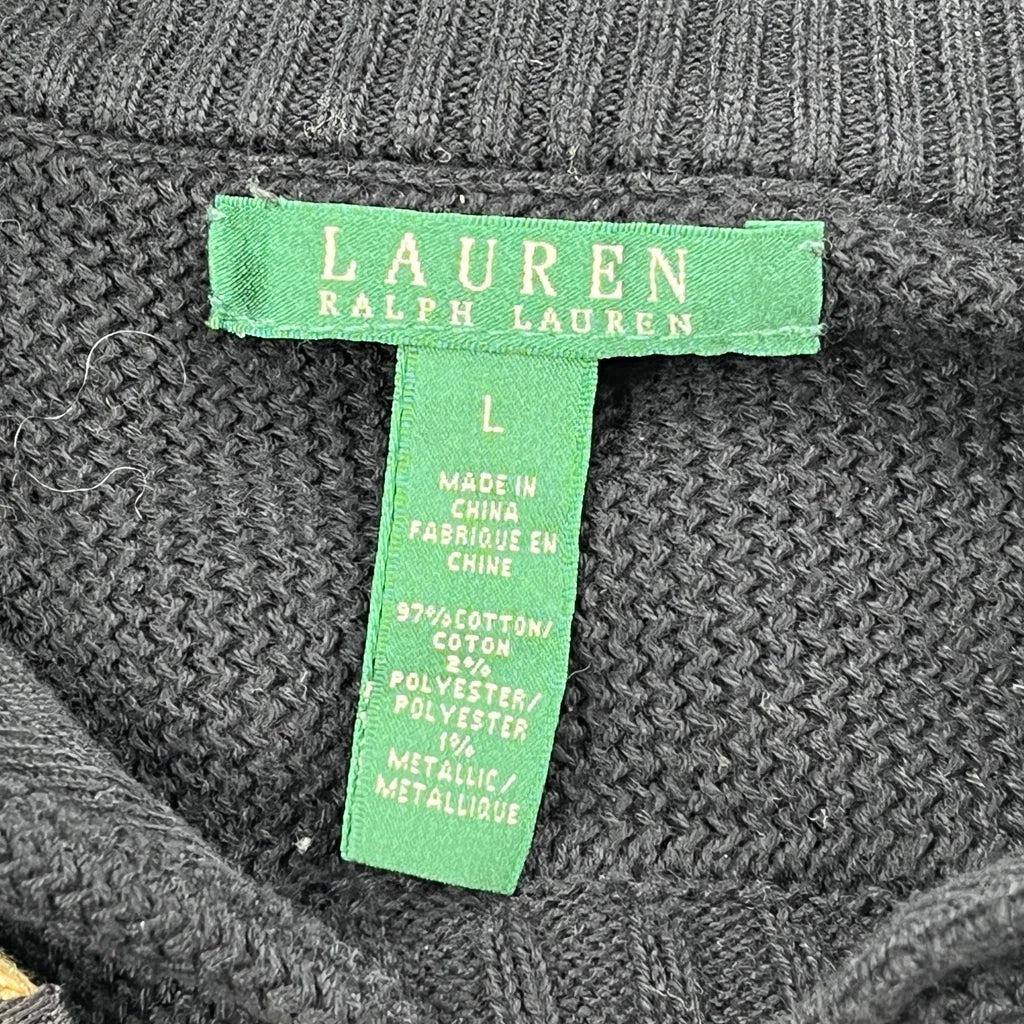 LAUREN
RALPH LAUREN
L
MADE IN
CHINA
FABRIQUE EN
CHINE
97% COTTON/
COTON
2%
POLYESTER/
POLYESTER
1%
METALLIC/
METALLIQUE